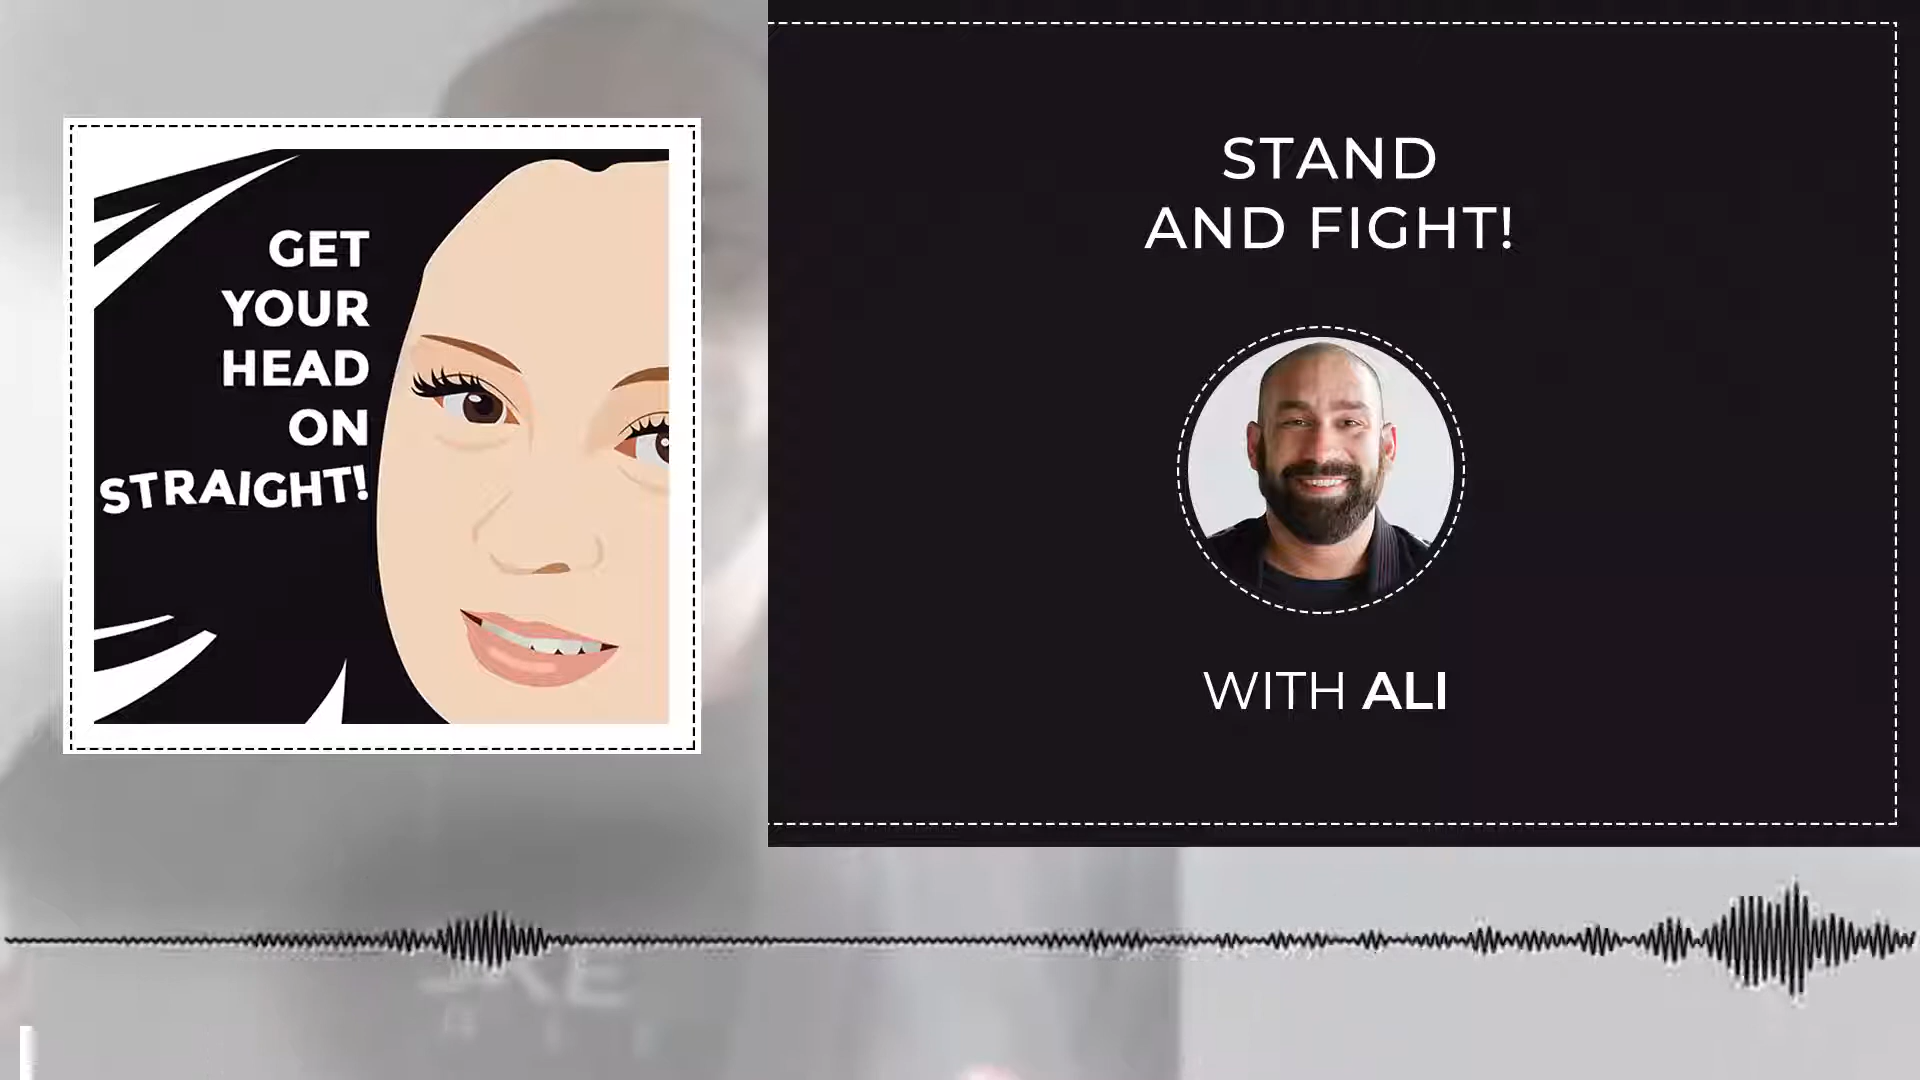 GET
YOUR
HEAD
ON
STRAIGHT!
STAND
AND FIGHT!
WITH ALI